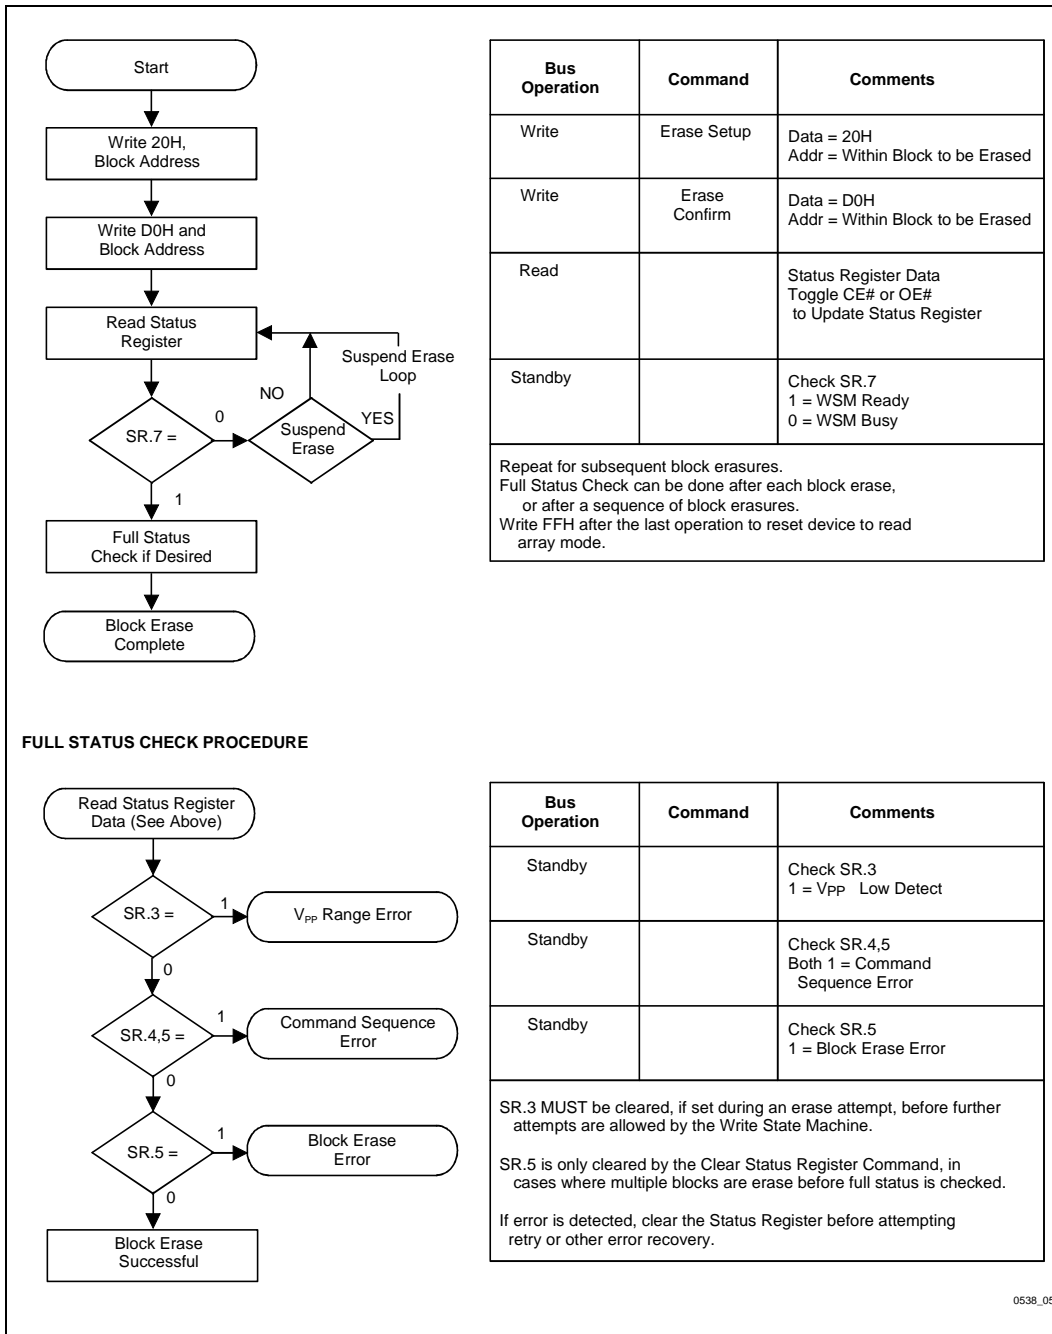 Start
Write 20H,
Block Address
Write D0H and
Block Address
Read Status
Register
Suspend Erase
Loop
NO
YES
0
SR.7 =
Suspend
Erase
1
Full Status
Check if Desired
Block Erase
Complete
Bus
Operation
Command
Comments
Write
Erase Setup
Data = 20H
Addr = Within Block to be Erased
Write
Erase
Confirm
Data = D0H
Addr = Within Block to be Erased
Read
Status Register Data
Toggle CE# or OE#
to Update Status Register
Standby
Check SR.7
1 = WSM Ready
0 = WSM Busy
Repeat for subsequent block erasures.
Full Status Check can be done after each block erase,
or after a sequence of block erasures.
Write FFH after the last operation to reset device to read
array mode.
FULL STATUS CHECK PROCEDURE
Read Status Register
Data (See Above)
SR.3 =
1
VPP Range Error
0
SR.4,5 =
1
Command Sequence
Error
0
SR.5 =
1
Block Erase
Error
0
Block Erase
Successful
Bus
Operation
Command
Comments
Standby
Check SR.3
1 = VPP Low Detect
Standby
Check SR.4,5
Both 1 = Command
Sequence Error
Standby
Check SR.5
1 = Block Erase Error
SR.3 MUST be cleared, if set during an erase attempt, before further
attempts are allowed by the Write State Machine.
SR.5 is only cleared by the Clear Status Register Command, in
cases where multiple blocks are erase before full status is checked.
If error is detected, clear the Status Register before attempting
retry or other error recovery.
0538_05